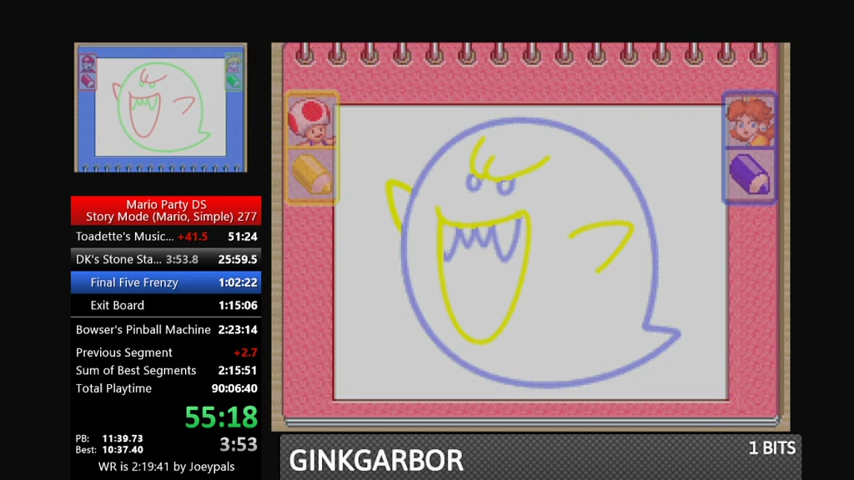 Mario Party DS
Story Mode (Mario, Simple) 277
Toadette's Music... +41.5 51:24
DK's Stone Sta... 3:53.8 25:59.5
Final Five Frenzy 1:02:22
Exit Board 1:15:06
Bowser's Pinball Machine 2:23:14
Previous Segment +2.7
Sum of Best Segments 2:15:51
Total Playtime 90:06:40
55:18
PB: 11:39.73
Best: 10:37.40
3:53
WR is 2:19:41 by Joeypals
GINKGARBOR
1 BITS